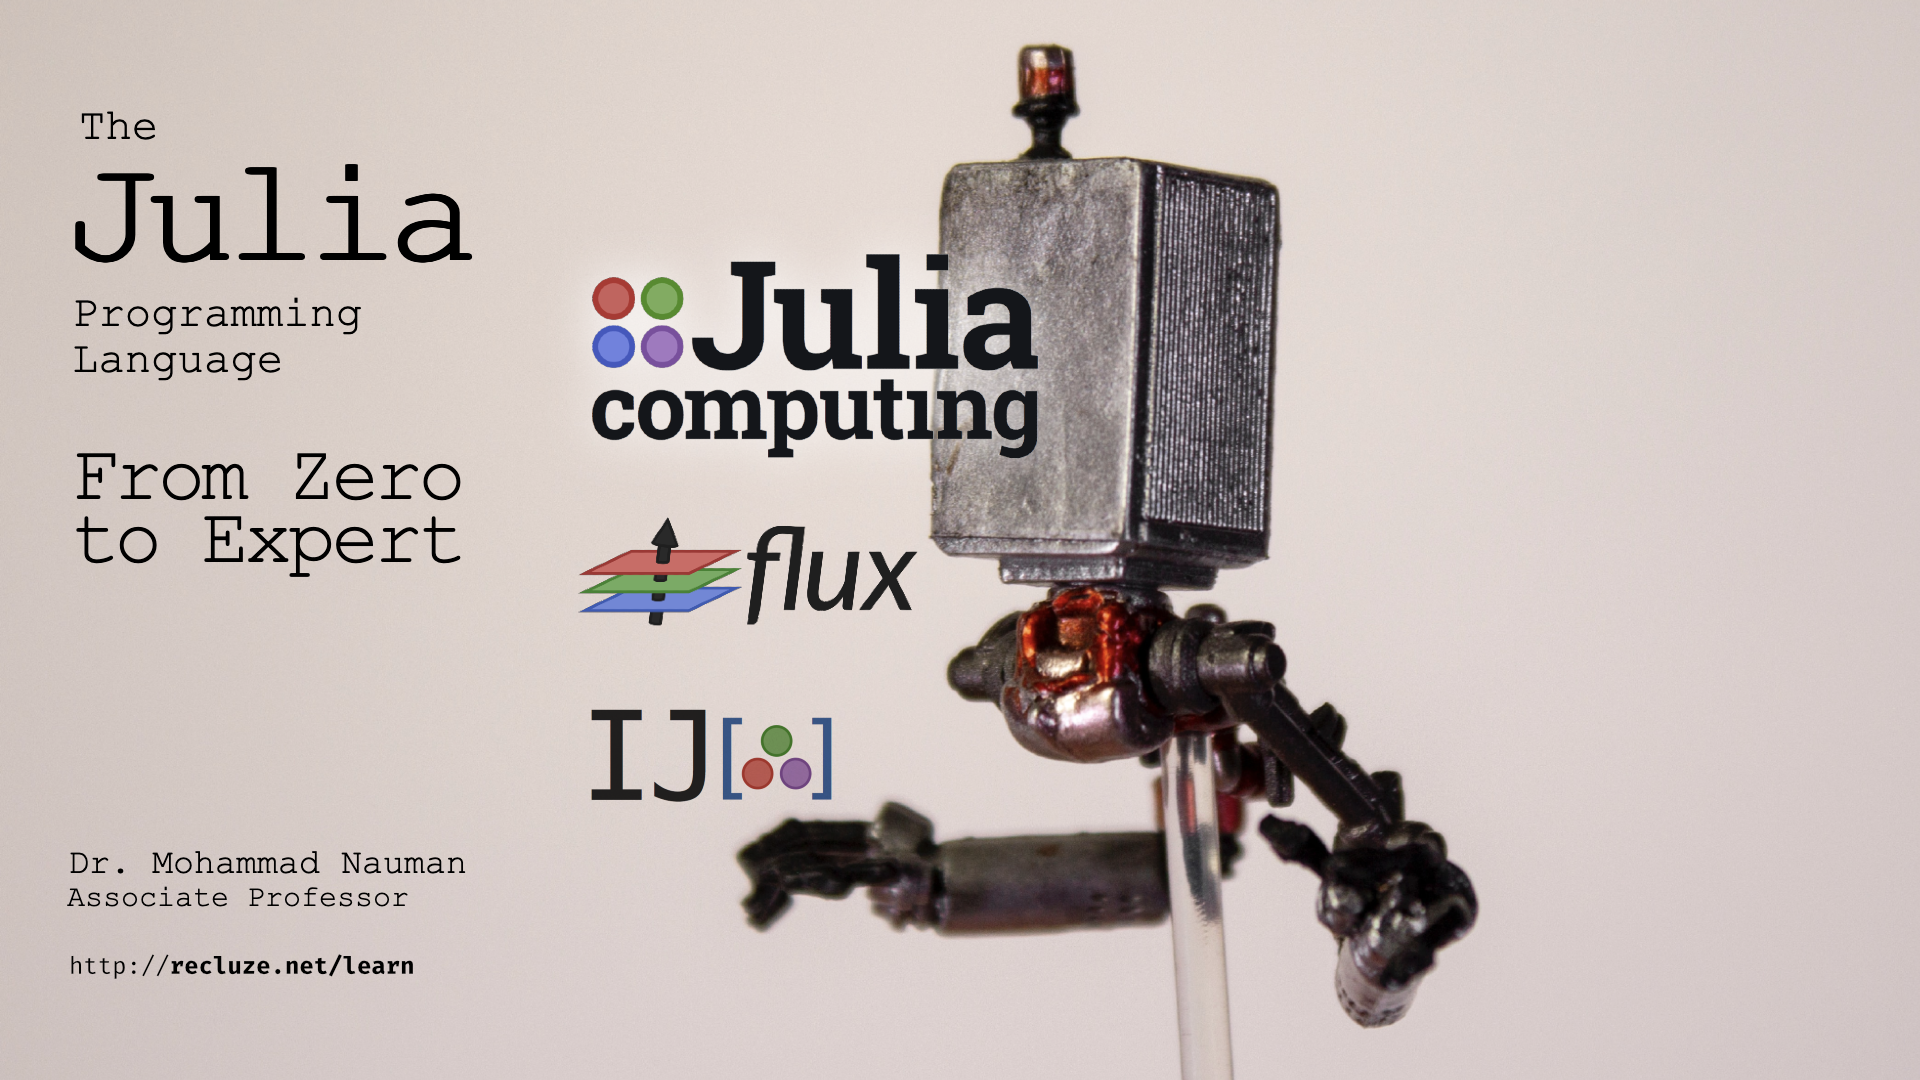 The
Julia
Programming
Language
From Zero
to Expert
Dr. Mohammad Nauman
Associate Professor
http://recluze.net/learn
Julia
computıng
flux
IJ[ ]